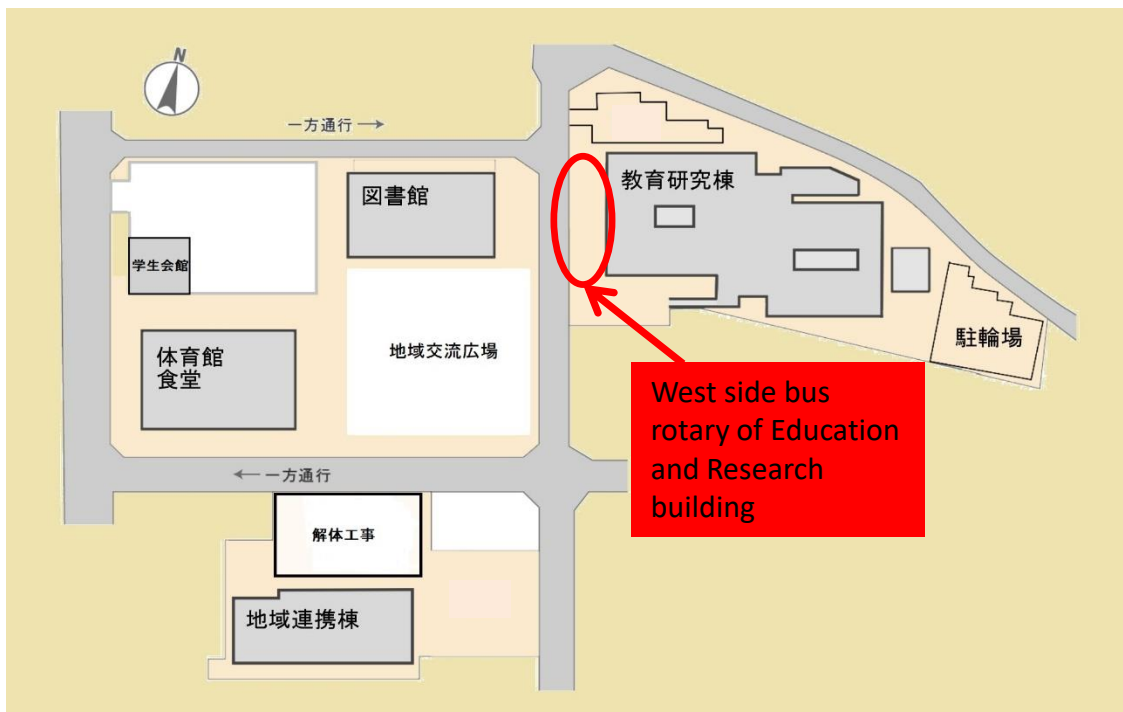 N
一方通行→
図書館
教育研究棟
学生会館
地域交流広場
体育館
食堂
駐輪場
West side bus
rotary of Education
and Research
building
←一方通行
解体工事
地域連携棟